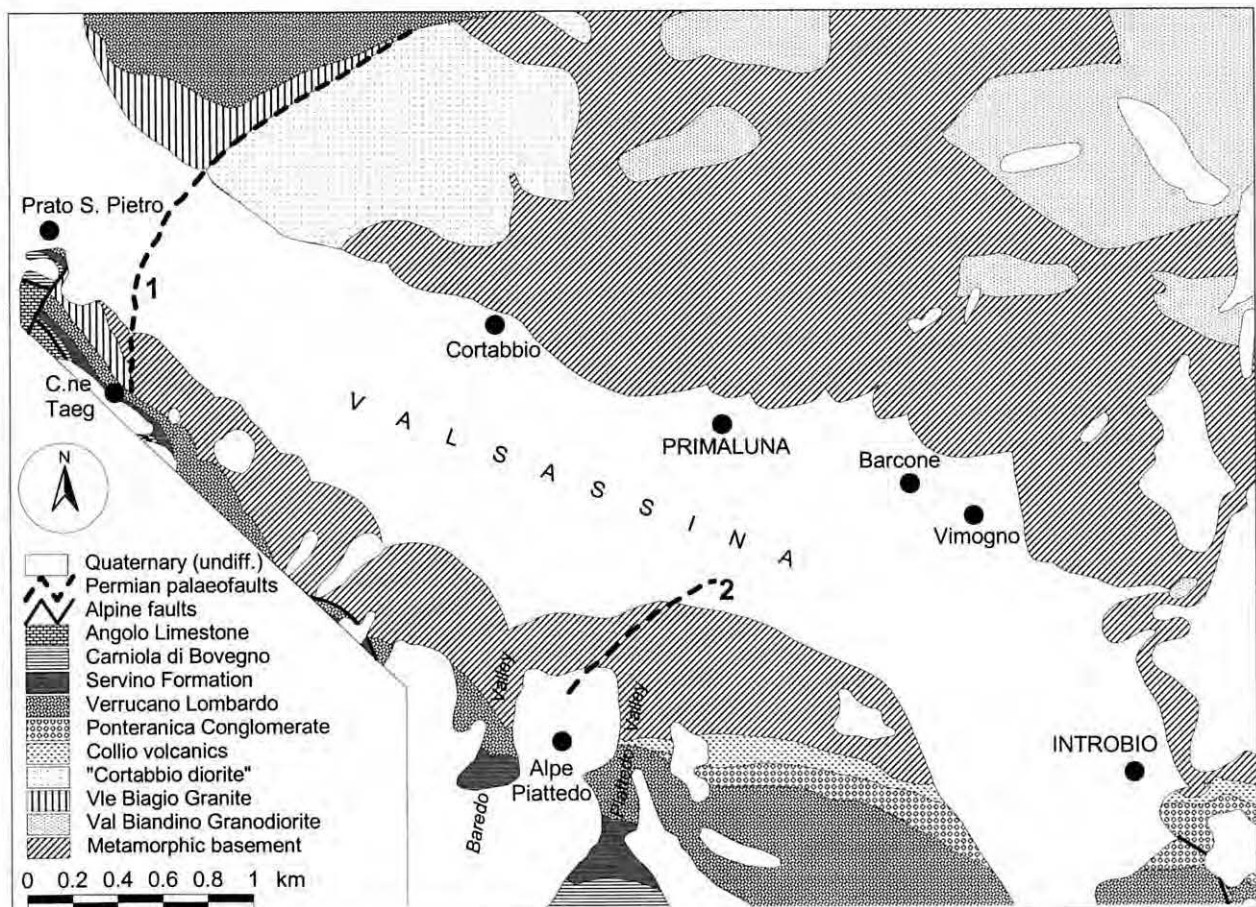 Prato S. Pietro
1
Cortabbio
C.ne
Taeg
VALSASSINA
PRIMALUNA
Barcone
Vimogno
N
2
Valley
Baredo
Piattedo Valley
Alpe
Piattedo
INTROBIO
Quaternary (undiff.)
Permian palaeofaults
Alpine faults
Angolo Limestone
Carniola di Bovegno
Servino Formation
Verrucano Lombardo
Ponteranica Conglomerate
Collio volcanics
"Cortabbio diorite"
Vle Biagio Granite
Val Biandino Granodiorite
Metamorphic basement
0 0.2 0.4 0.6 0.8 1 km